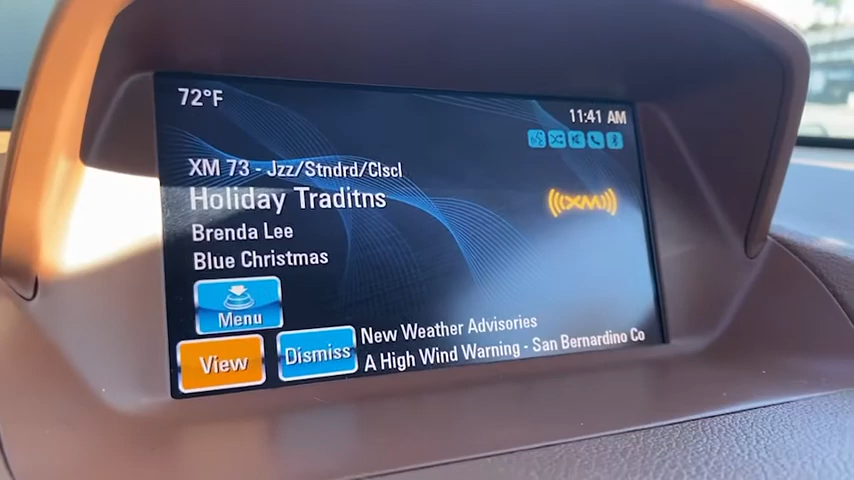 72°F
11:41 AM
XM 73 - Jzz/Stndrd/Clscl
Holiday Traditns
((XM))
Brenda Lee
Blue Christmas
Menu
View
Dismiss
New Weather Advisories
A High Wind Warning - San Bernardino Co